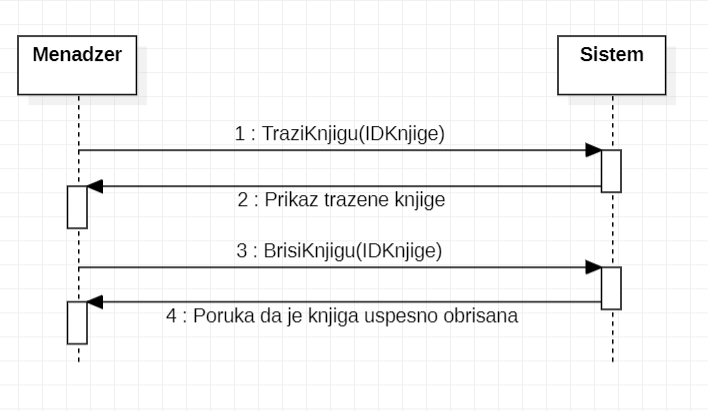 Menadzer
Sistem
1 : TraziKnjigu(IDKnjige)
2 : Prikaz trazene knjige
3 : BrisiKnjigu(IDKnjige)
4 : Poruka da je knjiga uspesno obrisana